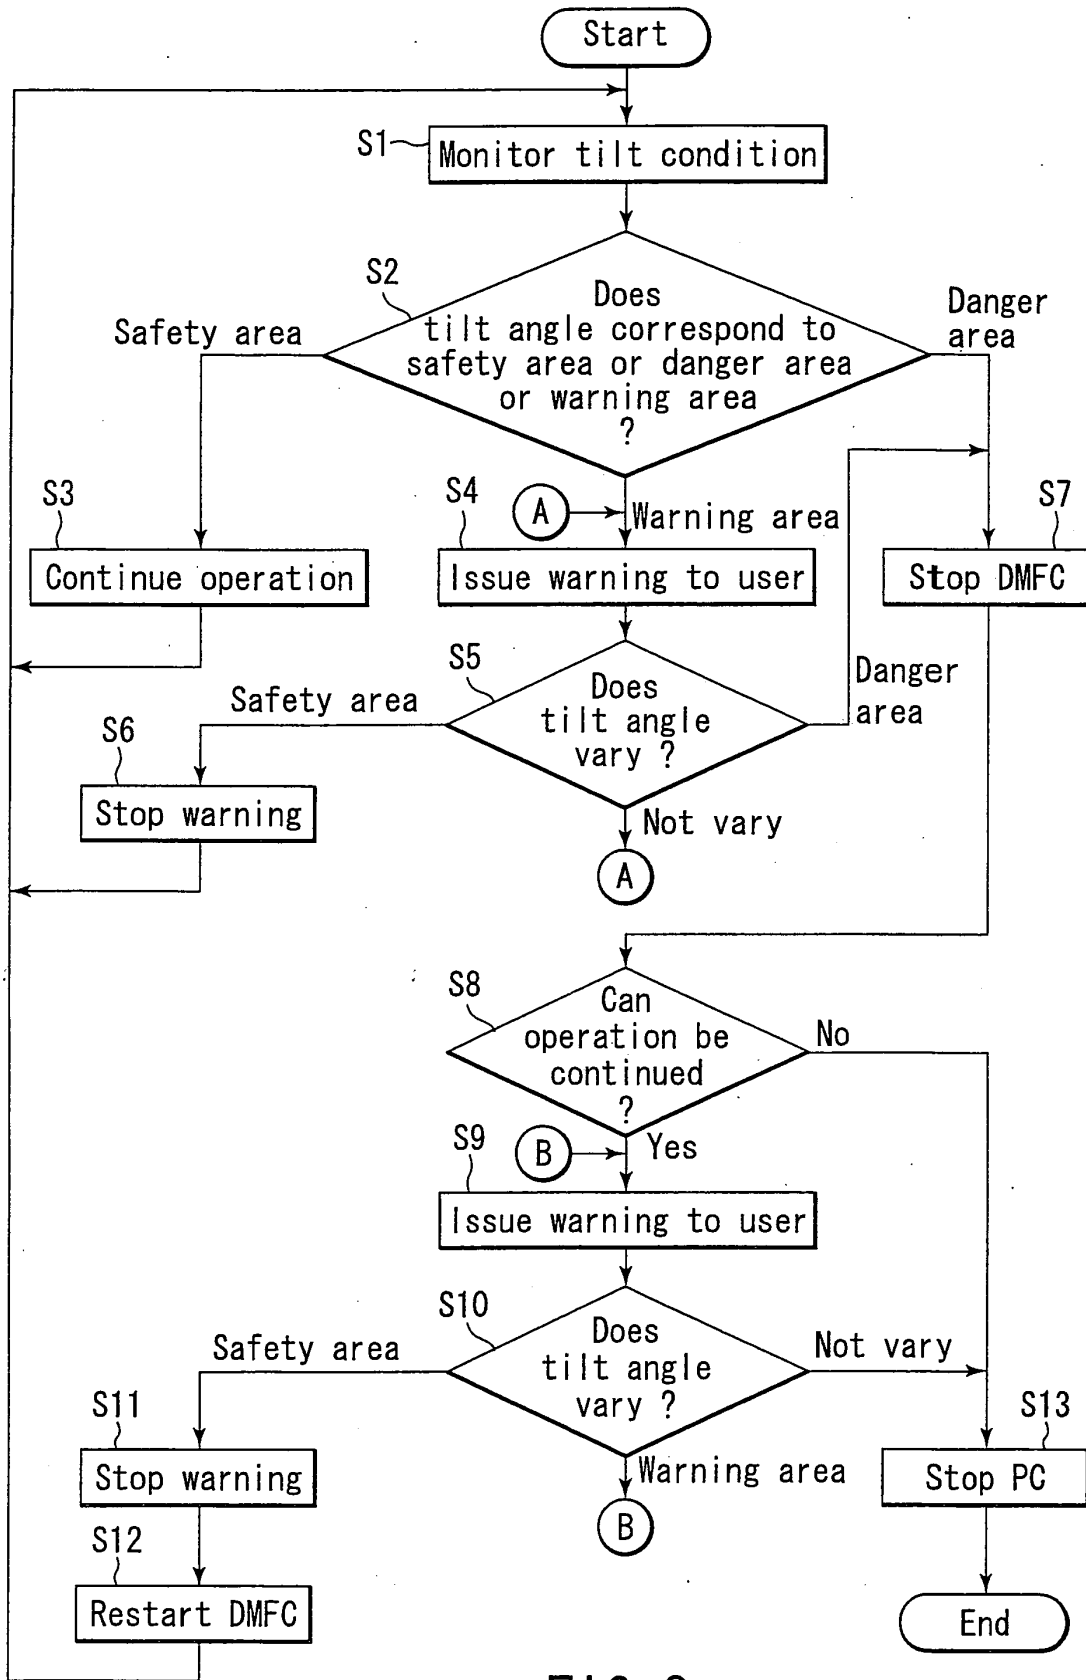 Start
S1
Monitor tilt condition
S2
Does
tilt angle correspond to
safety area or danger area
or warning area
?
Safety area
Danger
area
S3
Continue operation
A
Warning area
S4
Issue warning to user
S7
Stop DMFC
S5
Does
tilt angle
vary ?
Safety area
Danger
area
S6
Stop warning
Not vary
A
S8
Can
operation be
continued
?
No
B
Yes
S9
Issue warning to user
S10
Does
tilt angle
vary ?
Safety area
Not vary
S11
Stop warning
Warning area
B
S13
Stop PC
S12
Restart DMFC
End